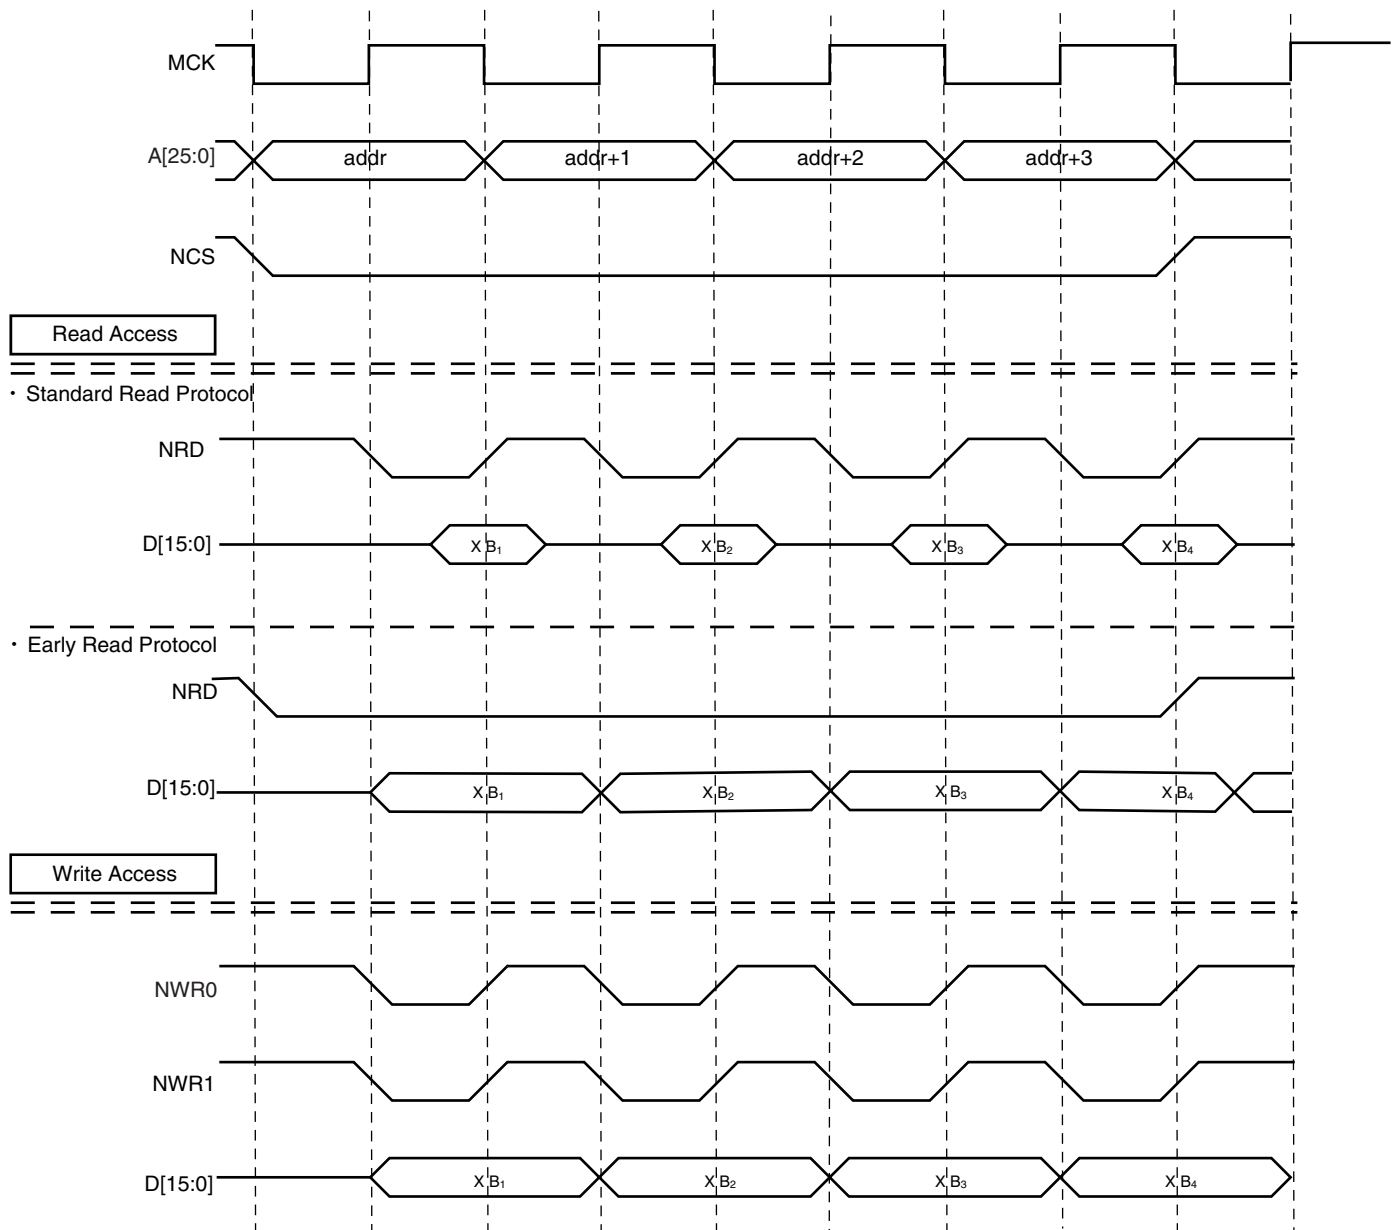 MCK
A[25:0]
addr addr+1 addr+2 addr+3
NCS
Read Access
· Standard Read Protocol
NRD
D[15:0]
X B₁ X B₂ X B₃ X B₄
· Early Read Protocol
NRD
D[15:0]
X B₁ X B₂ X B₃ X B₄
Write Access
NWR0
NWR1
D[15:0]
X B₁ X B₂ X B₃ X B₄